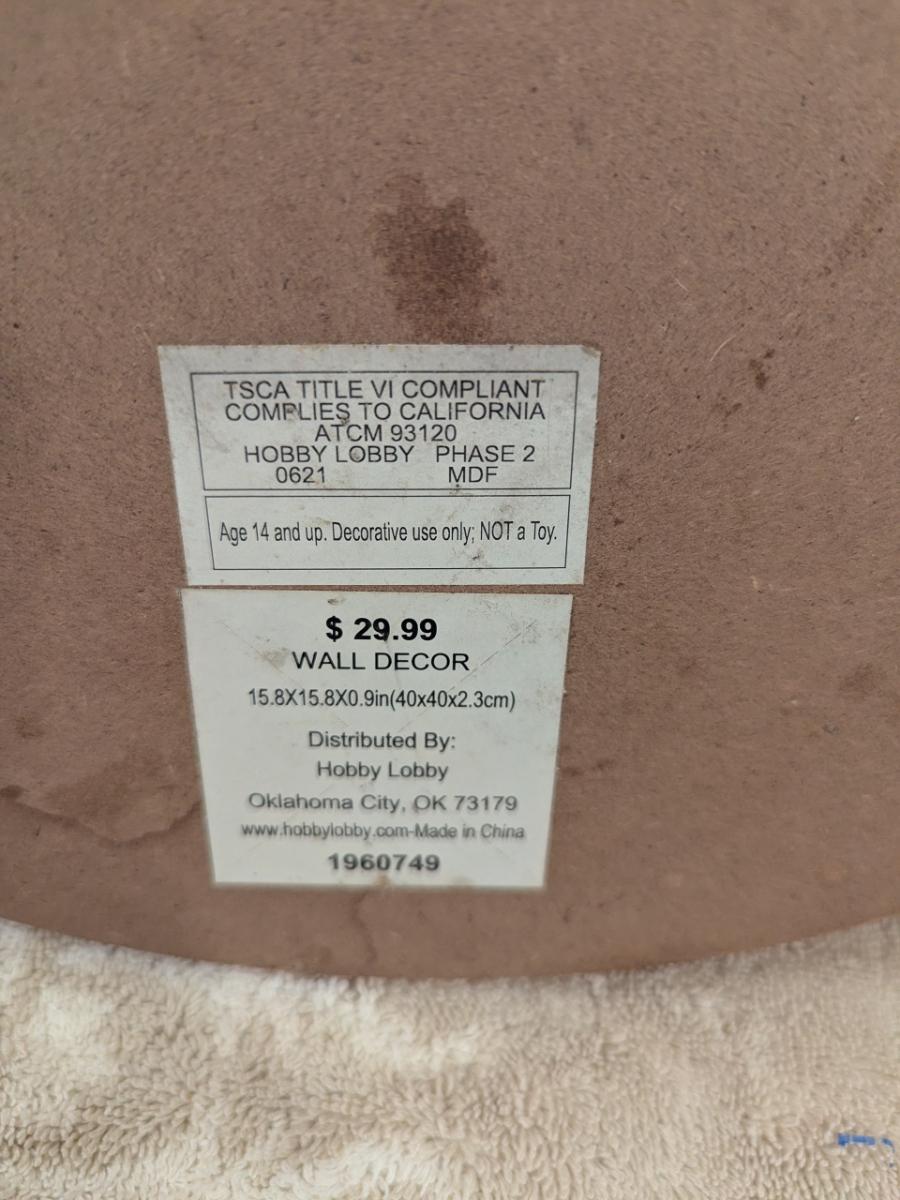 TSCA TITLE VI COMPLIANT
COMPLIES TO CALIFORNIA
ATCM 93120
HOBBY LOBBY PHASE 2
0621 MDF
Age 14 and up. Decorative use only; NOT a Toy.
$ 29.99
WALL DECOR
15.8X15.8X0.9in(40x40x2.3cm)
Distributed By:
Hobby Lobby
Oklahoma City, OK 73179
www.hobbylobby.com-Made in China
1960749